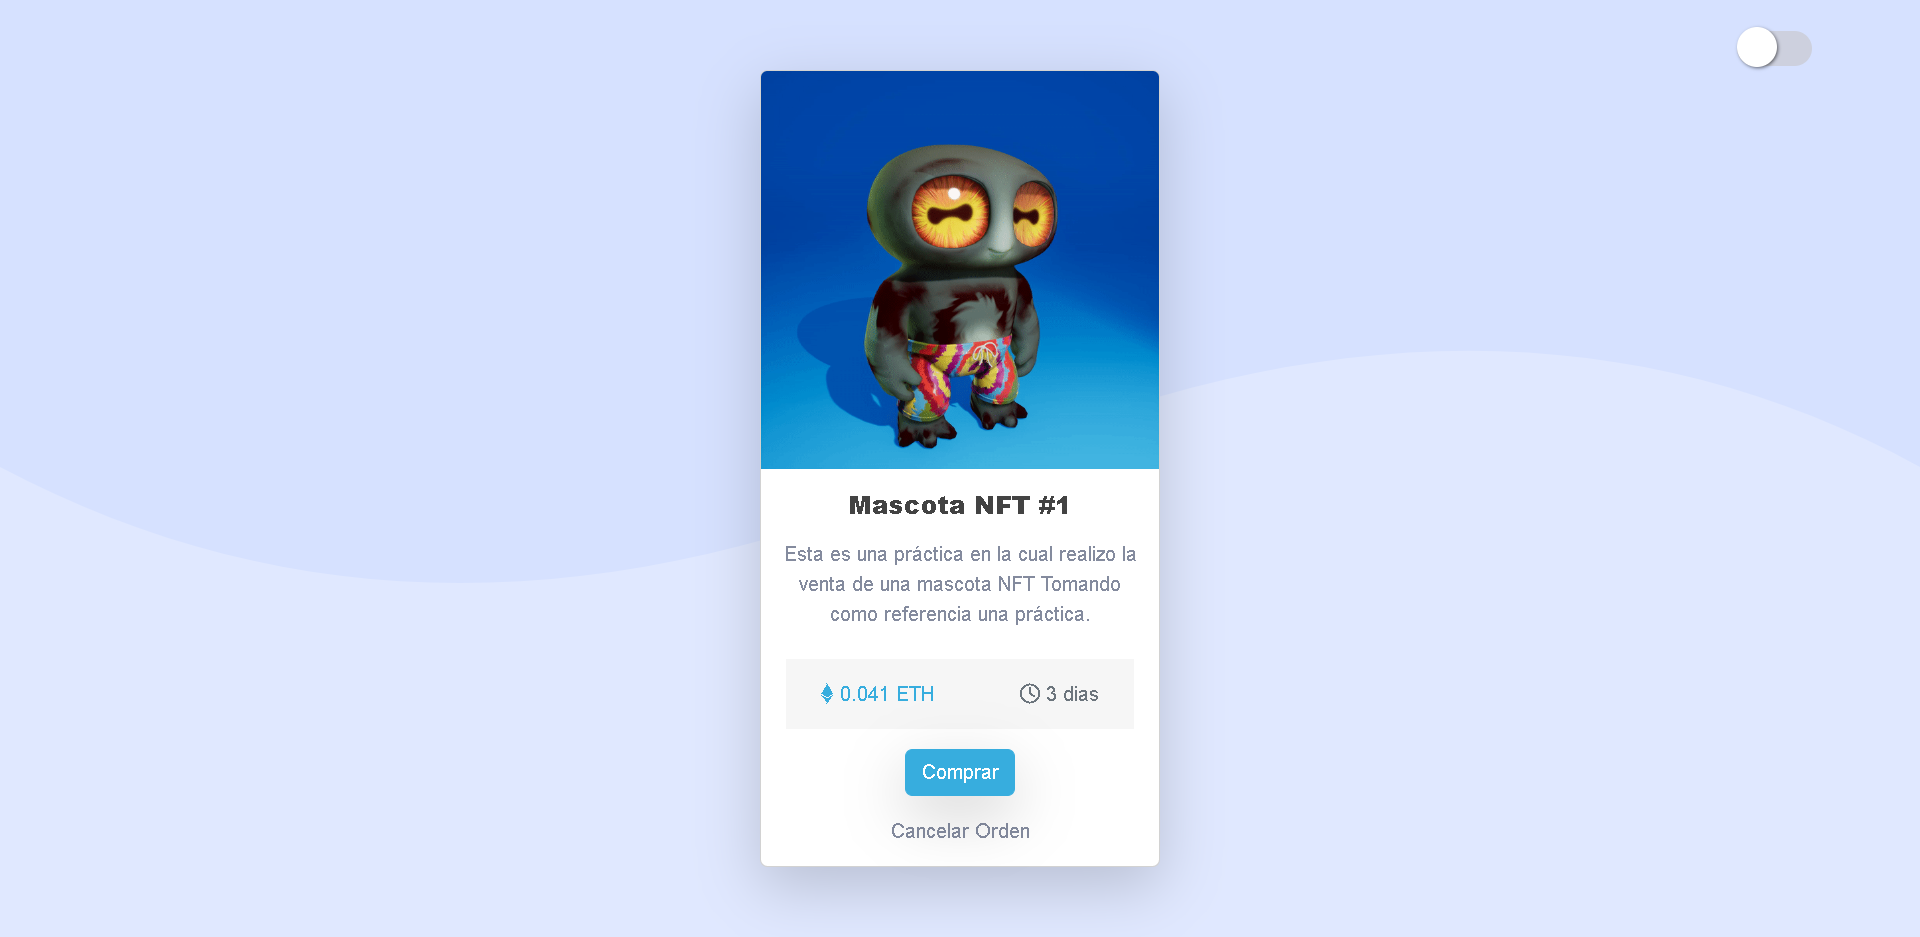 Mascota NFT #1
Esta es una práctica en la cual realizo la
venta de una mascota NFT Tomando
como referencia una práctica.
0.041 ETH
3 dias
Comprar
Cancelar Orden